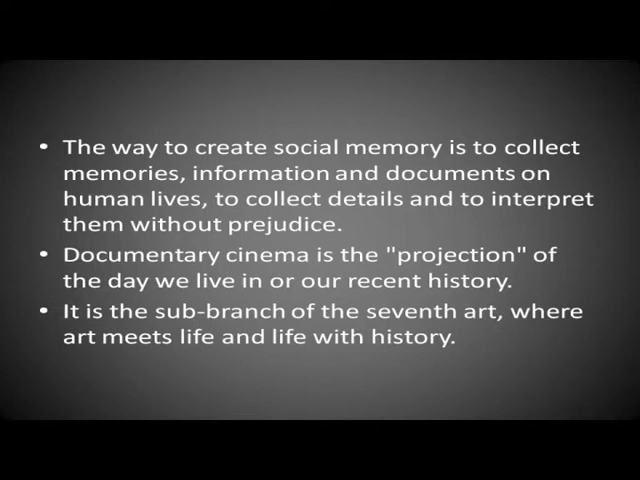 • The way to create social memory is to collect
memories, information and documents on
human lives, to collect details and to interpret
them without prejudice.
• Documentary cinema is the "projection" of
the day we live in or our recent history.
• It is the sub-branch of the seventh art, where
art meets life and life with history.